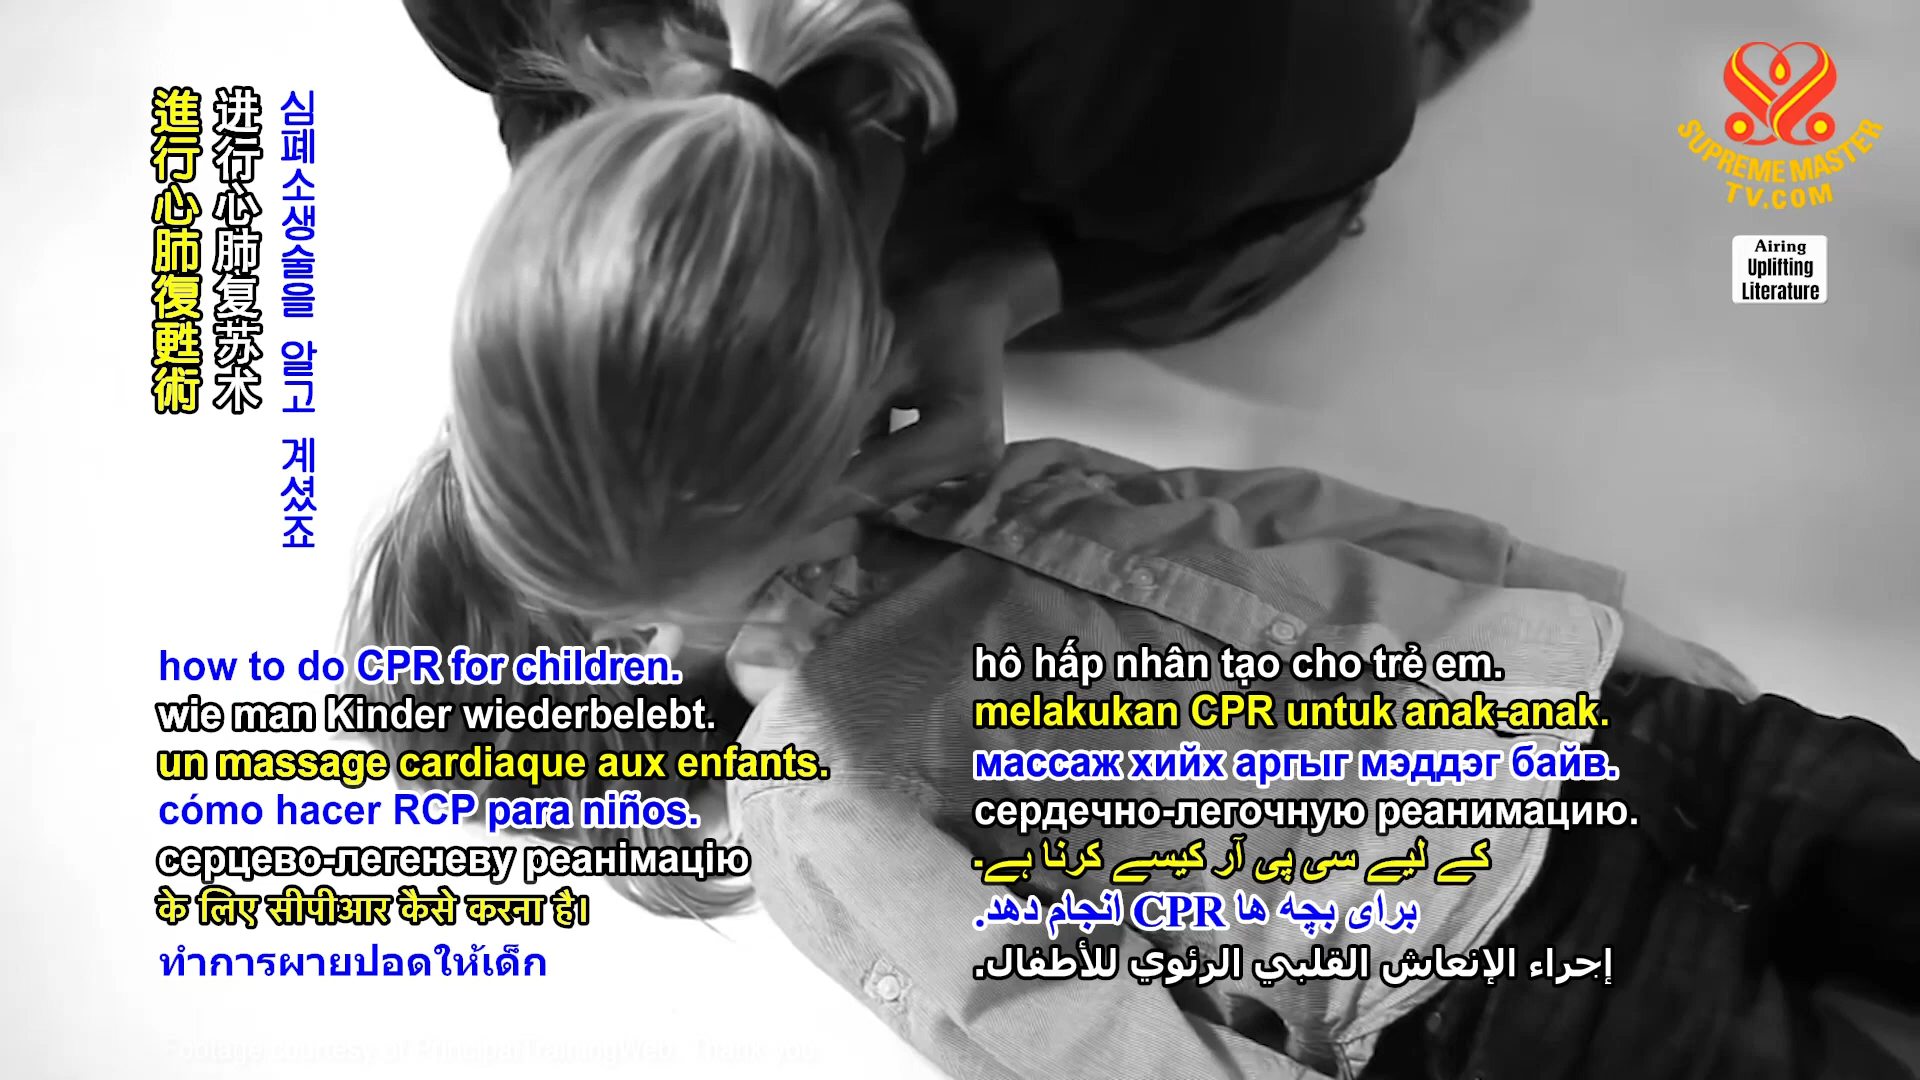 進行心肺復甦術
进行心肺复苏术
심폐소생술을 알고 계셨죠
how to do CPR for children.
wie man Kinder wiederbelebt.
un massage cardiaque aux enfants.
cómo hacer RCP para niños.
серцево-легеневу реанімацію
के लिए सीपीआर कैसे करना है।
ทำการผายปอดให้เด็ก
hô hấp nhân tạo cho trẻ em.
melakukan CPR untuk anak-anak.
массаж хийх аргыг мэддэг байв.
сердечно-легочную реанимацию.
کے لیے سی پی آر کیسے کرنا ہے۔
برای بچه ها CPR انجام دهد.
إجراء الإنعاش القلبي الرئوي للأطفال.
SUPREME MASTER
TV.COM
Airing
Uplifting
Literature